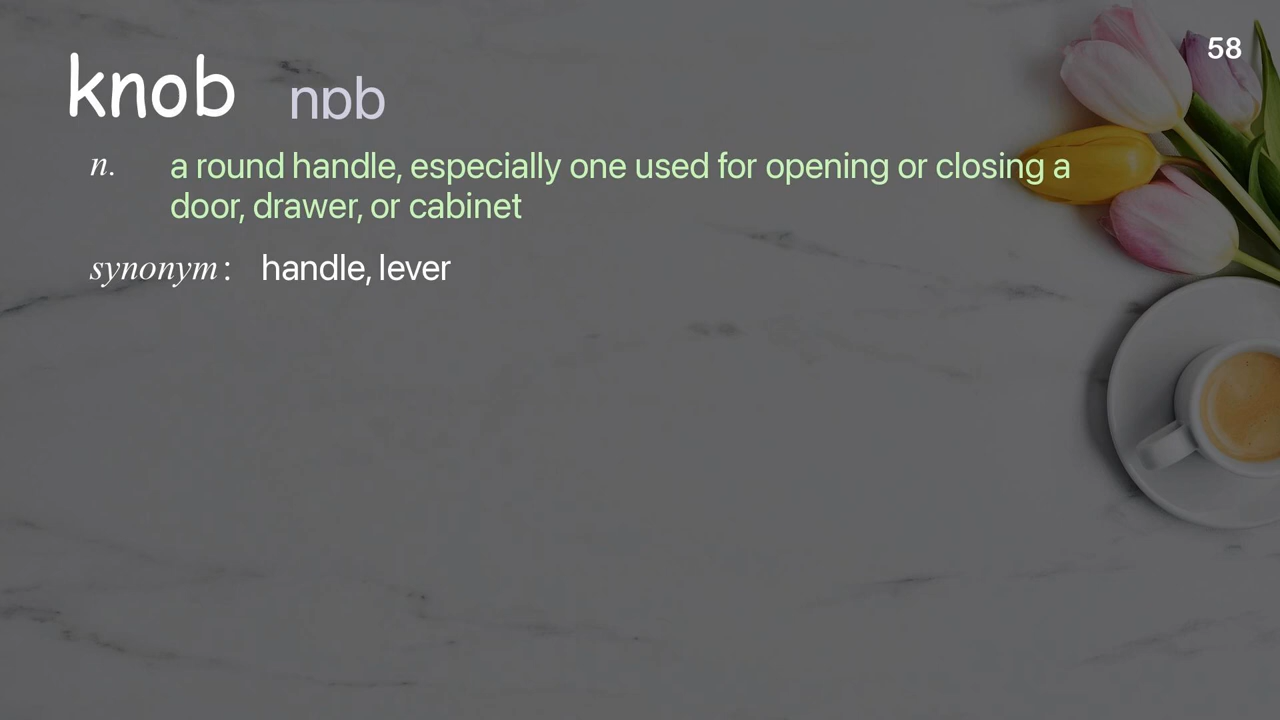 58
knob nɒb
n. a round handle, especially one used for opening or closing a
door, drawer, or cabinet
synonym: handle, lever